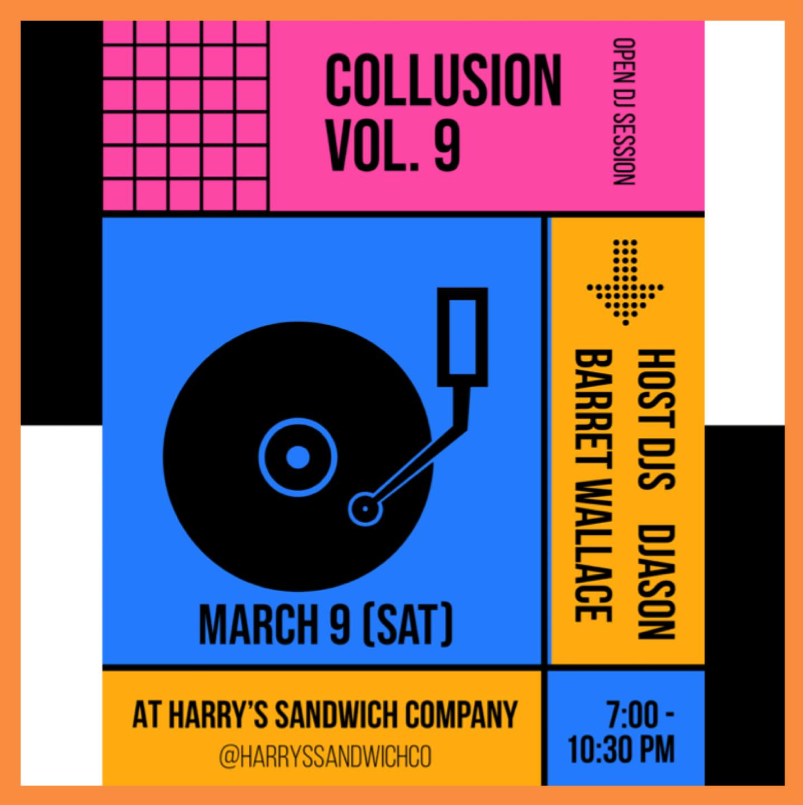 COLLUSION
VOL. 9
OPEN DJ SESSION
HOST DJS DJASON
BARRET WALLACE
MARCH 9 (SAT)
AT HARRY'S SANDWICH COMPANY
@HARRYSSANDWICHCO
7:00 -
10:30 PM